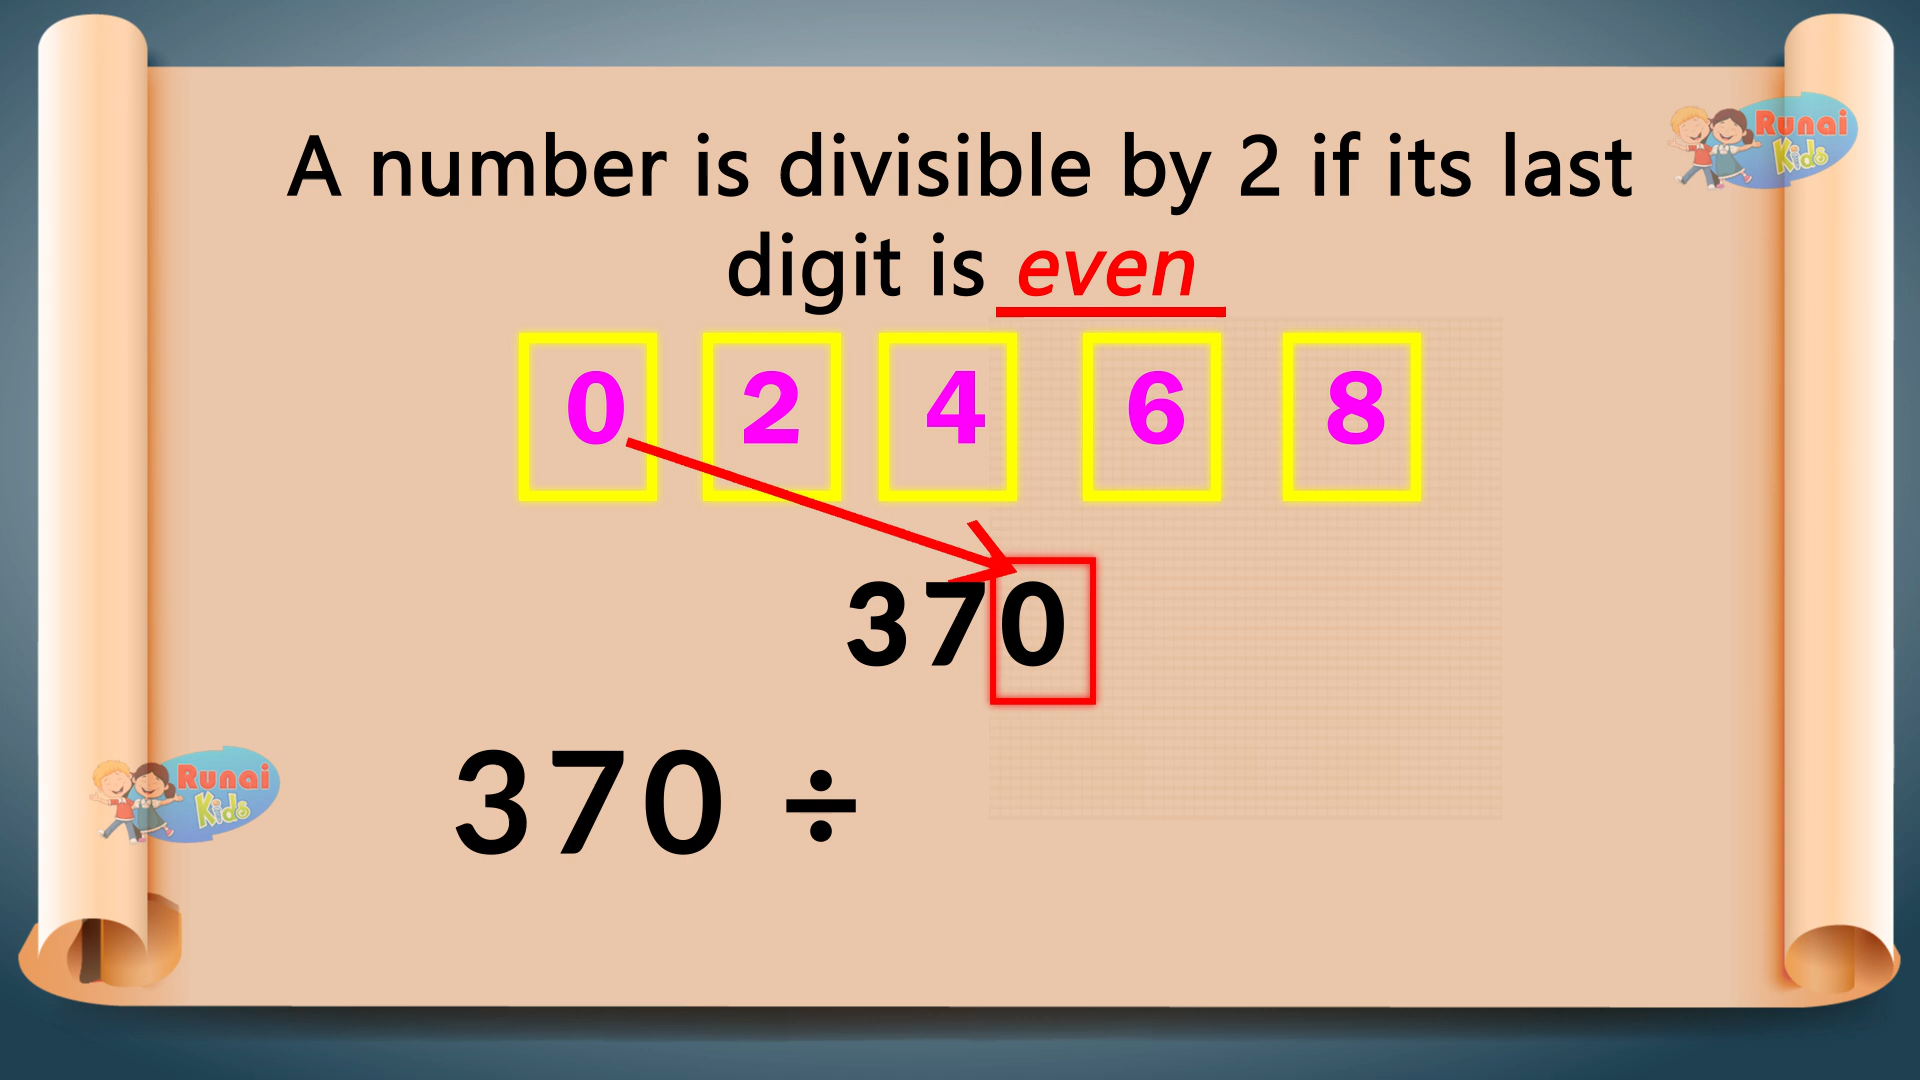 A number is divisible by 2 if its last
digit is even
0 2 4 6 8
370
370 ÷
Runai
Kids
Runai
Kids